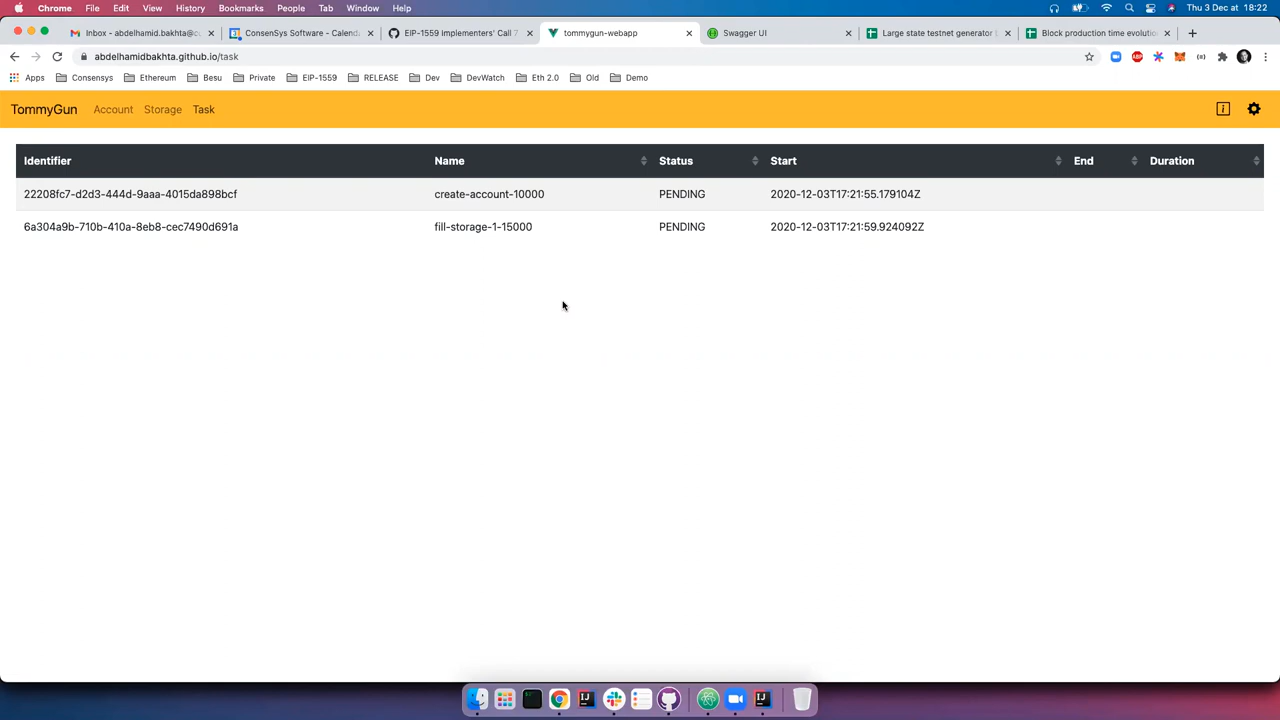 Chrome File Edit View History Bookmarks People Tab Window Help Thu 3 Dec at 18:22
Inbox - abdelhamid.bakhta@c
ConsenSys Software - Calenda
EIP-1559 Implementers' Call 7
tommygun-webapp
Swagger UI
Large state testnet generator
Block production time evolutio
abdelhamidbakhta.github.io/task
Apps Consensys Ethereum Besu Private EIP-1559 RELEASE Dev DevWatch Eth 2.0 Old Demo
TommyGun Account Storage Task
Identifier Name Status Start End Duration
22208fc7-d2d3-444d-9aaa-4015da898bcf create-account-10000 PENDING 2020-12-03T17:21:55.179104Z
6a304a9b-710b-410a-8eb8-cec7490d691a fill-storage-1-15000 PENDING 2020-12-03T17:21:59.924092Z